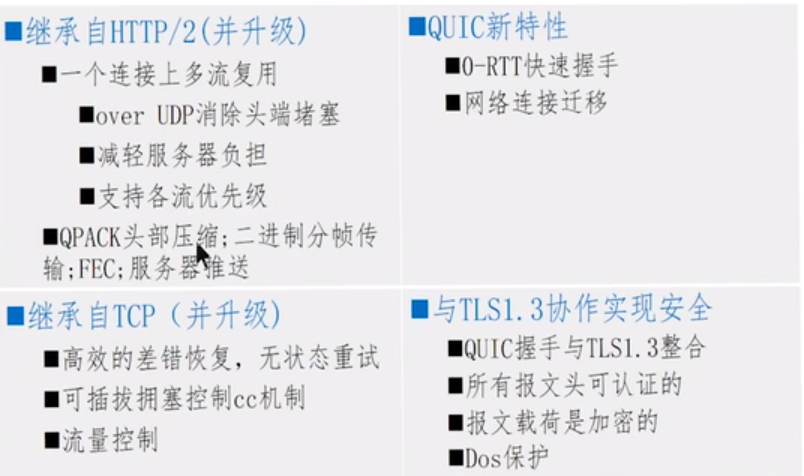 ■继承自HTTP/2(并升级)
■一个连接上多流复用
■over UDP消除头端堵塞
■减轻服务器负担
■支持各流优先级
■QPACK头部压缩;二进制分帧传
输;FEC;服务器推送
■QUIC新特性
■0-RTT快速握手
■网络连接迁移
■继承自TCP（并升级)
■高效的差错恢复，无状态重试
■可插拔拥塞控制cc机制
■流量控制
■与TLS1.3协作实现安全
■QUIC握手与TLS1.3整合
■所有报文头可认证的
■报文载荷是加密的
■Dos保护